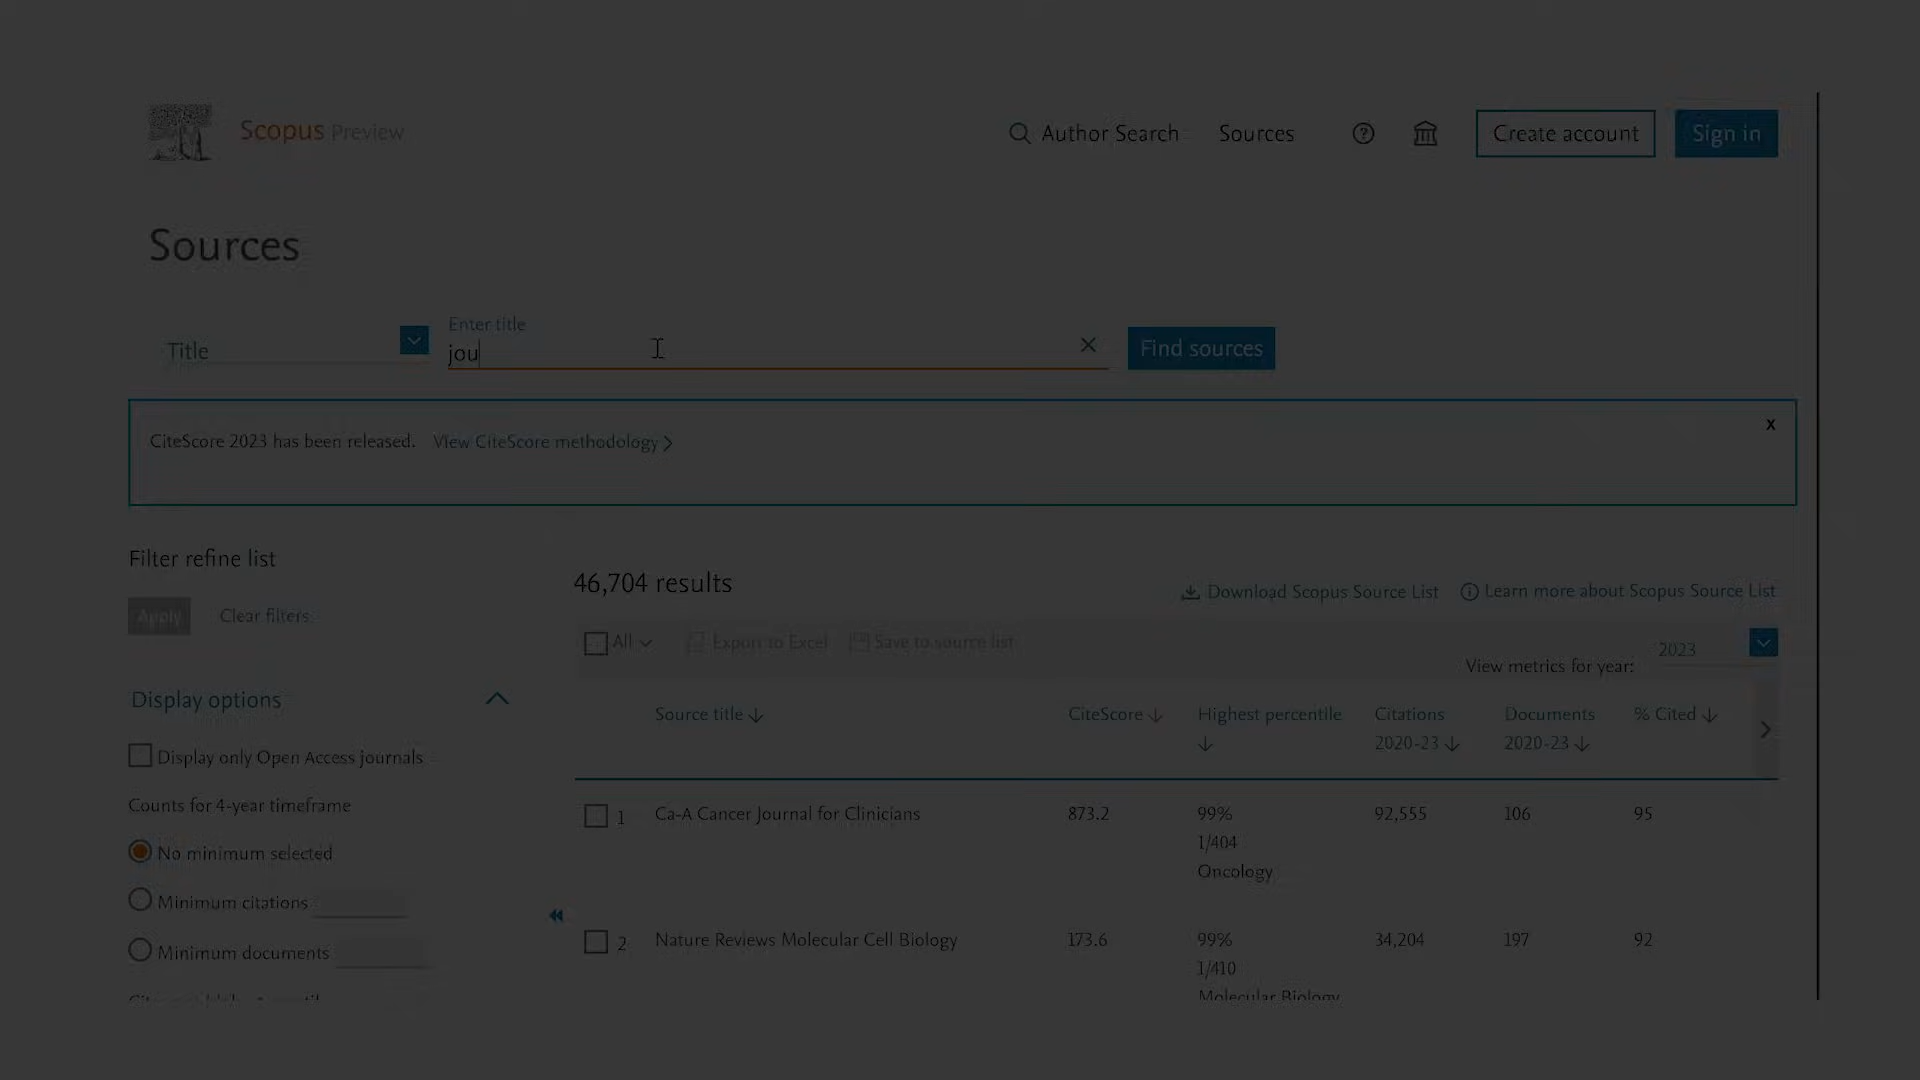 Scopus Preview
Author Search
Sources
Create account
Sign in
Sources
Title
Enter title
jou
Find sources
CiteScore 2023 has been released. View CiteScore methodology
x
Filter refine list
Apply
Clear filters
46,704 results
Download Scopus Source List
Learn more about Scopus Source List
All
Export to Excel
Save to source list
View metrics for year:
2023
Display options
Source title
CiteScore
Highest percentile
Citations 2020-23
Documents 2020-23
% Cited
Display only Open Access journals
Counts for 4-year timeframe
No minimum selected
Minimum citations
Minimum documents
1 Ca-A Cancer Journal for Clinicians 873.2 99% 92,555 106 95
1/404
Oncology
2 Nature Reviews Molecular Cell Biology 173.6 99% 34,204 197 92
1/410
Molecular Biology